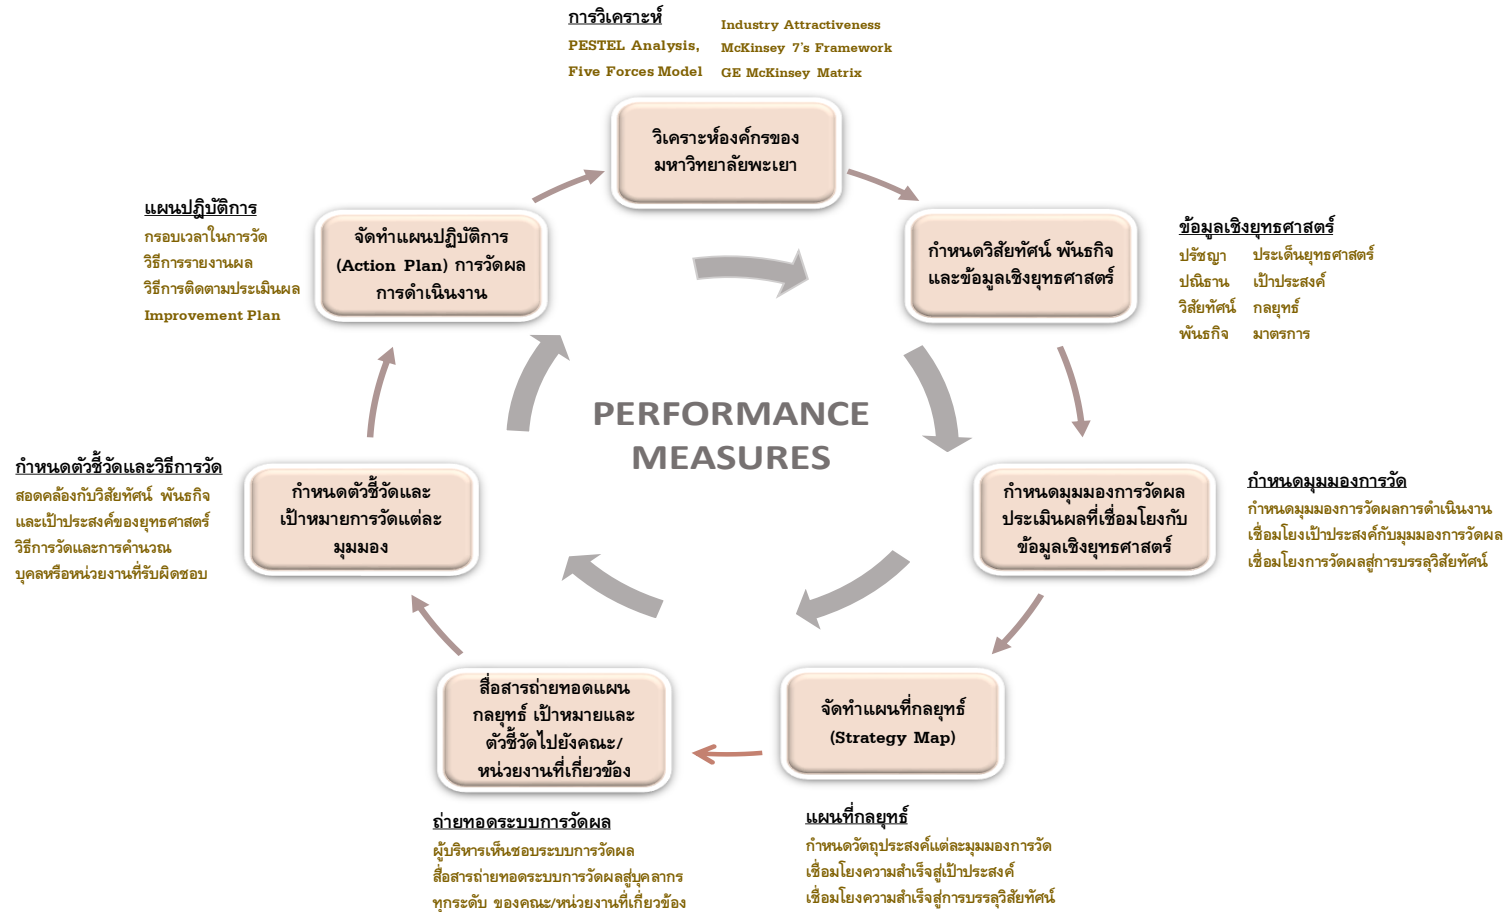 การวิเคราะห์
PESTEL Analysis,
Five Forces Model
Industry Attractiveness
McKinsey 7's Framework
GE McKinsey Matrix
วิเคราะห์องค์กรของ
มหาวิทยาลัยพะเยา
กำหนดวิสัยทัศน์ พันธกิจ
และข้อมูลเชิงยุทธศาสตร์
ข้อมูลเชิงยุทธศาสตร์
ปรัชญา ประเด็นยุทธศาสตร์
ปณิธาน เป้าประสงค์
วิสัยทัศน์ กลยุทธ์
พันธกิจ มาตรการ
กำหนดมุมมองการวัดผล
ประเมินผลที่เชื่อมโยงกับ
ข้อมูลเชิงยุทธศาสตร์
กำหนดมุมมองการวัด
กำหนดมุมมองการวัดผลการดำเนินงาน
เชื่อมโยงเป้าประสงค์กับมุมมองการวัดผล
เชื่อมโยงการวัดผลสู่การบรรลุวิสัยทัศน์
จัดทำแผนที่กลยุทธ์
(Strategy Map)
แผนที่กลยุทธ์
กำหนดวัตถุประสงค์แต่ละมุมมองการวัด
เชื่อมโยงความสำเร็จสู่เป้าประสงค์
เชื่อมโยงความสำเร็จสู่การบรรลุวิสัยทัศน์
สื่อสารถ่ายทอดแผน
กลยุทธ์ เป้าหมายและ
ตัวชี้วัดไปยังคณะ/
หน่วยงานที่เกี่ยวข้อง
ถ่ายทอดระบบการวัดผล
ผู้บริหารเห็นชอบระบบการวัดผล
สื่อสารถ่ายทอดระบบการวัดผลสู่บุคลากร
ทุกระดับ ของคณะ/หน่วยงานที่เกี่ยวข้อง
กำหนดตัวชี้วัดและ
เป้าหมายการวัดแต่ละ
มุมมอง
กำหนดตัวชี้วัดและวิธีการวัด
สอดคล้องกับวิสัยทัศน์ พันธกิจ
และเป้าประสงค์ของยุทธศาสตร์
วิธีการวัดและการคำนวณ
บุคลหรือหน่วยงานที่รับผิดชอบ
จัดทำแผนปฏิบัติการ
(Action Plan) การวัดผล
การดำเนินงาน
แผนปฏิบัติการ
กรอบเวลาในการวัด
วิธีการรายงานผล
วิธีการติดตามประเมินผล
Improvement Plan
PERFORMANCE
MEASURES